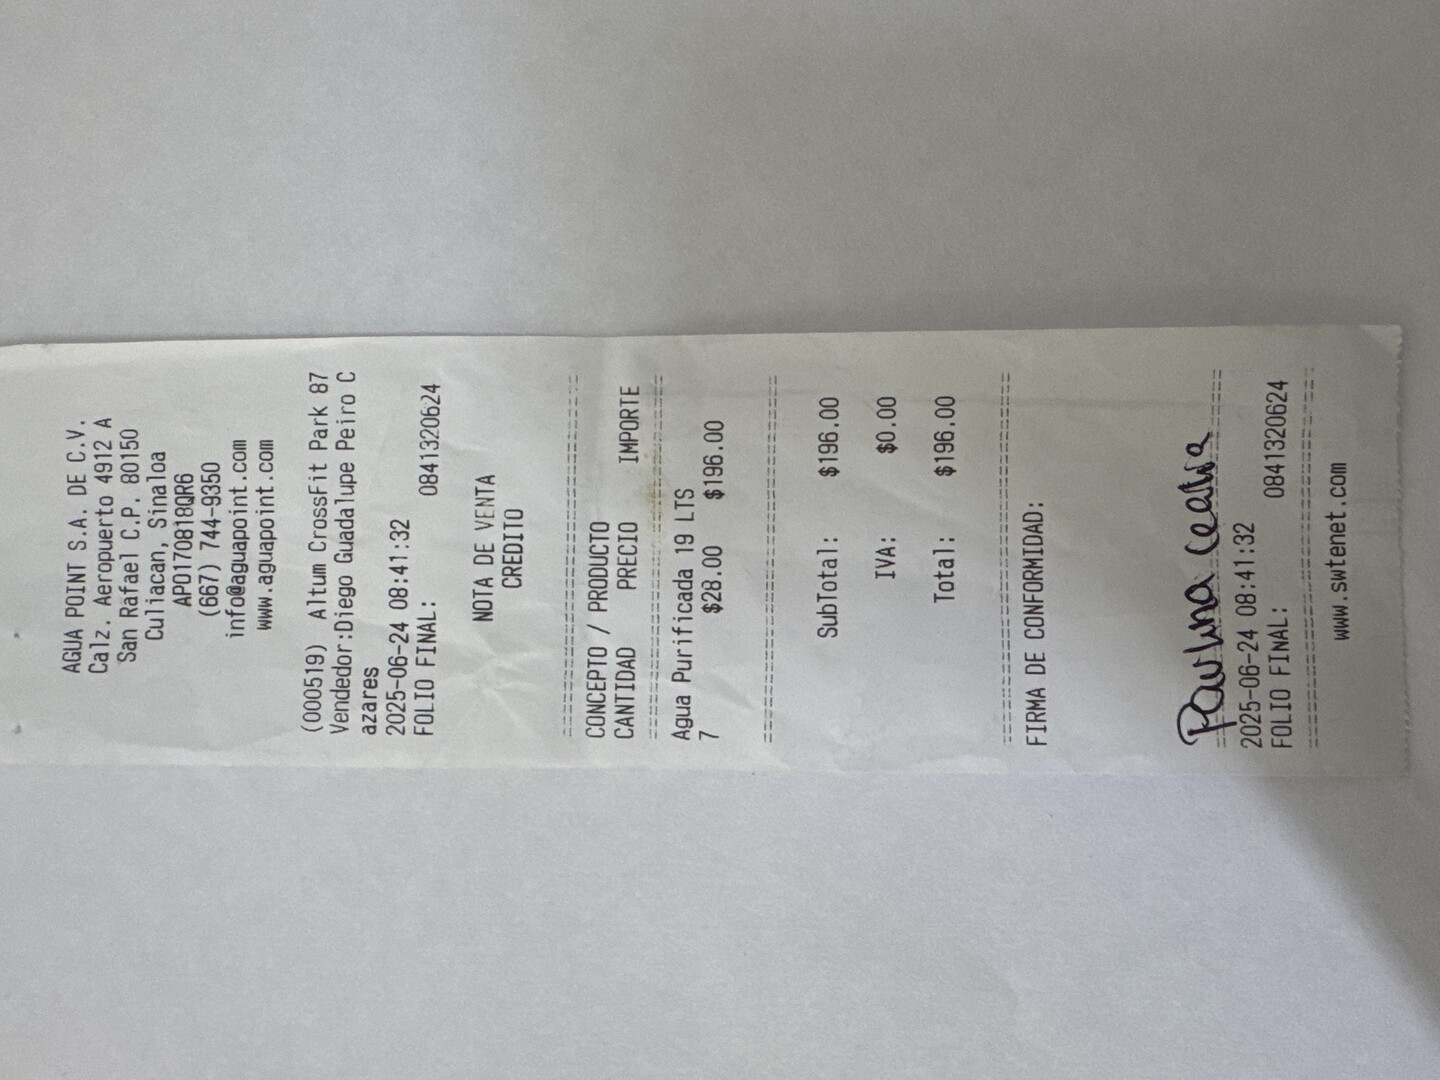 AGUA POINT S.A. DE C.V.
Calz. Aeropuerto 4912 A
San Rafael C.P. 80150
Culiacan, Sinaloa
APO170818QR6
(667) 744-9350
info@aguapoint.com
www.aguapoint.com
(000519) Altum CrossFit Park 87
Vendedor:Diego Guadalupe Peiro C
azares
2025-06-24 08:41:32
FOLIO FINAL: 0841320624
NOTA DE VENTA
CREDITO
================================
CONCEPTO / PRODUCTO
CANTIDAD PRECIO IMPORTE
================================
Agua Purificada 19 LTS
7 $28.00 $196.00
================================
SubTotal: $196.00
IVA: $0.00
Total: $196.00
================================
FIRMA DE CONFORMIDAD:
Paulina
================================
2025-06-24 08:41:32
FOLIO FINAL: 0841320624
================================
www.swtenet.com